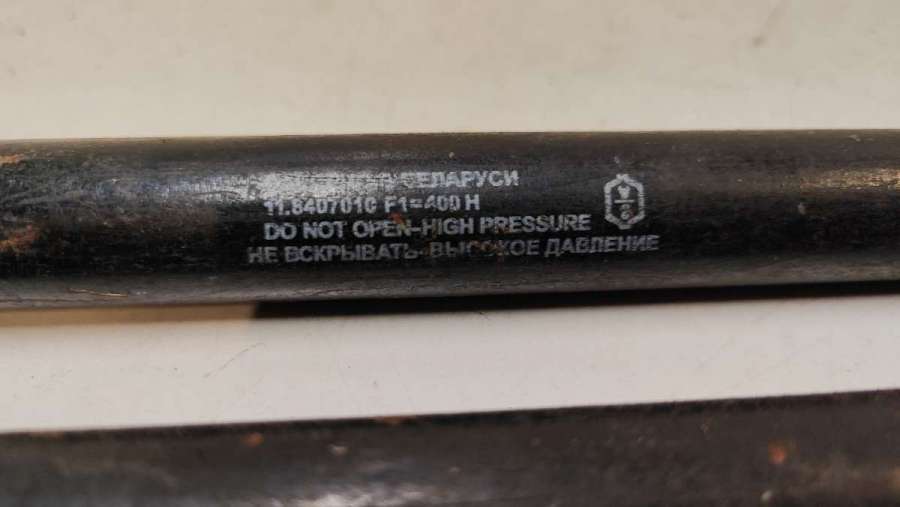 БЕЛАРУСИ
11.8407010 F1=400 H
DO NOT OPEN-HIGH PRESSURE
НЕ ВСКРЫВАТЬ-ВЫСОКОЕ ДАВЛЕНИЕ